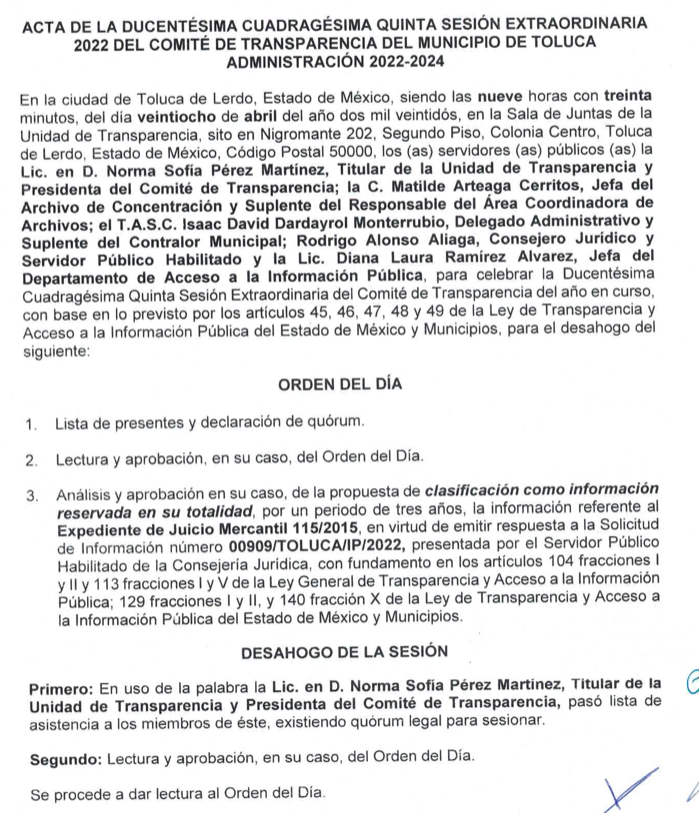 ACTA DE LA DUCENTÉSIMA CUADRAGÉSIMA QUINTA SESIÓN EXTRAORDINARIA
2022 DEL COMITÉ DE TRANSPARENCIA DEL MUNICIPIO DE TOLUCA
ADMINISTRACIÓN 2022-2024
En la ciudad de Toluca de Lerdo, Estado de México, siendo las nueve horas con treinta
minutos, del día veintiocho de abril del año dos mil veintidós, en la Sala de Juntas de la
Unidad de Transparencia, sito en Nigromante 202, Segundo Piso, Colonia Centro, Toluca
de Lerdo, Estado de México, Código Postal 50000, los (as) servidores (as) públicos (as) la
Lic. en D. Norma Sofía Pérez Martínez, Titular de la Unidad de Transparencia y
Presidenta del Comité de Transparencia; la C. Matilde Arteaga Cerritos, Jefa del
Archivo de Concentración y Suplente del Responsable del Área Coordinadora de
Archivos; el T.A.S.C. Isaac David Dardayrol Monterrubio, Delegado Administrativo y
Suplente del Contralor Municipal; Rodrigo Alonso Aliaga, Consejero Jurídico y
Servidor Público Habilitado y la Lic. Diana Laura Ramírez Alvarez, Jefa del
Departamento de Acceso a la Información Pública, para celebrar la Ducentésima
Cuadragésima Quinta Sesión Extraordinaria del Comité de Transparencia del año en curso,
con base en lo previsto por los artículos 45, 46, 47, 48 y 49 de la Ley de Transparencia y
Acceso a la Información Pública del Estado de México y Municipios, para el desahogo del
siguiente:
ORDEN DEL DÍA
1. Lista de presentes y declaración de quórum.
2. Lectura y aprobación, en su caso, del Orden del Día.
3. Análisis y aprobación en su caso, de la propuesta de clasificación como información
reservada en su totalidad, por un periodo de tres años, la información referente al
Expediente de Juicio Mercantil 115/2015, en virtud de emitir respuesta a la Solicitud
de Información número 00909/TOLUCA/IP/2022, presentada por el Servidor Público
Habilitado de la Consejería Juridica, con fundamento en los artículos 104 fracciones I
y II y 113 fracciones I y V de la Ley General de Transparencia y Acceso a la Información
Pública; 129 fracciones I y II, y 140 fracción X de la Ley de Transparencia y Acceso a
la Información Pública del Estado de México y Municipios.
DESAHOGO DE LA SESIÓN
Primero: En uso de la palabra la Lic. en D. Norma Sofía Pérez Martínez, Titular de la
Unidad de Transparencia y Presidenta del Comité de Transparencia, pasó lista de
asistencia a los miembros de éste, existiendo quórum legal para sesionar.
Segundo: Lectura y aprobación, en su caso, del Orden del Día.
Se procede a dar lectura al Orden del Día.